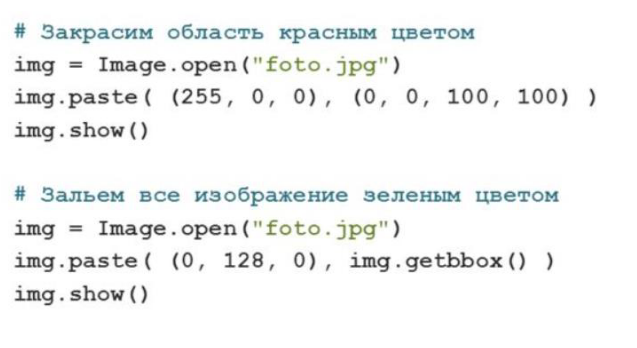 # Закрасим область красным цветом
img = Image.open("foto.jpg")
img.paste( (255, 0, 0), (0, 0, 100, 100) )
img.show()
# Зальем все изображение зеленым цветом
img = Image.open("foto.jpg")
img.paste( (0, 128, 0), img.getbbox() )
img.show()